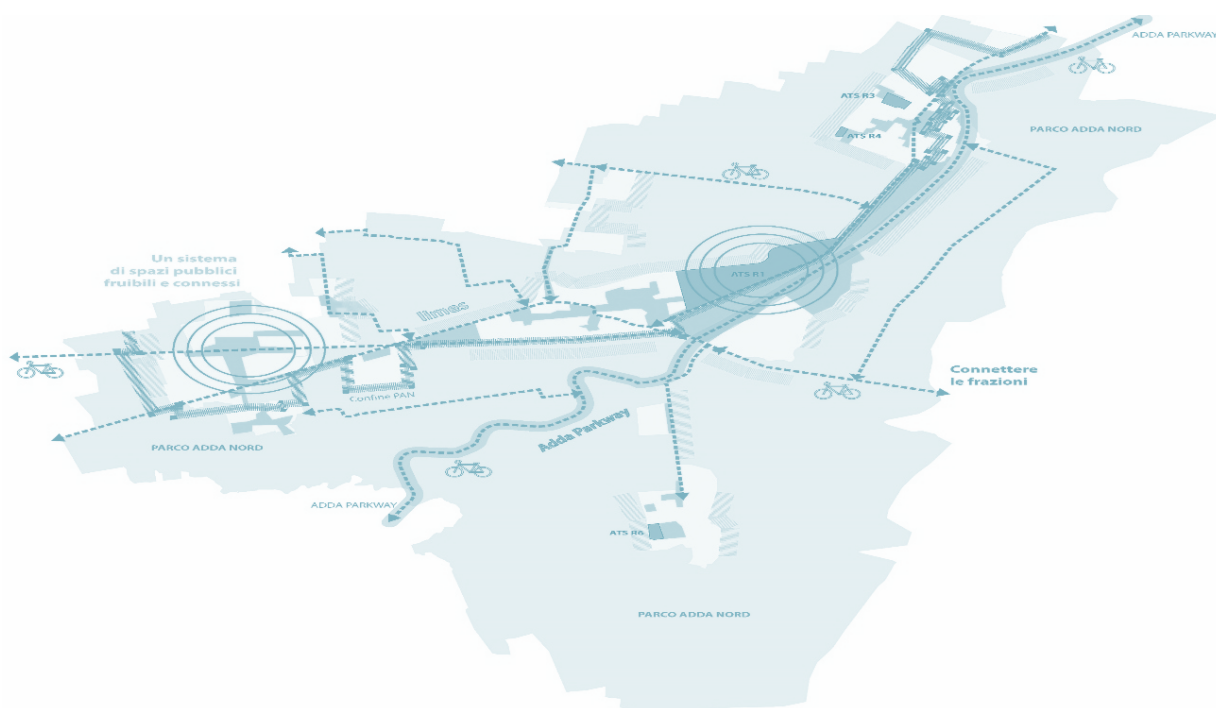 ADDA PARKWAY
ATS R3
PARCO ADDA NORD
ATS R4
Un sistema
di spazi pubblici
fruibili e connessi
ATS R1
limes
Connettere
le frazioni
Confine PAN
Adda Parkway
PARCO ADDA NORD
ADDA PARKWAY
ATS R6
PARCO ADDA NORD